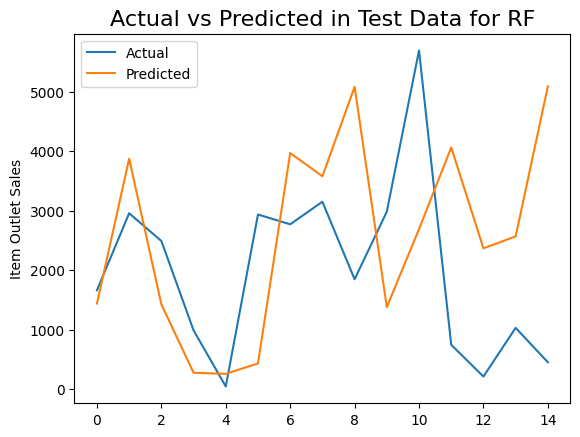 Actual vs Predicted in Test Data for RF
Actual
Predicted
Item Outlet Sales
5000
4000
3000
2000
1000
0
0 2 4 6 8 10 12 14